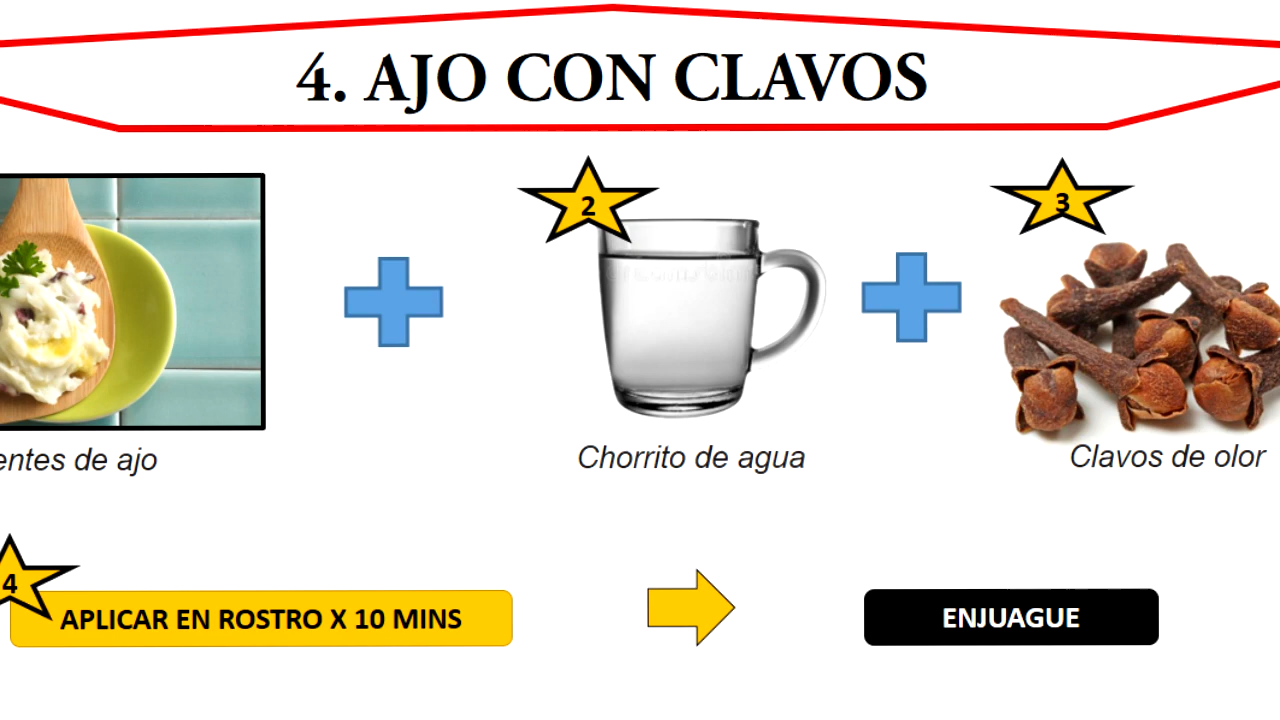 4. AJO CON CLAVOS
2
3
entes de ajo
Chorrito de agua
Clavos de olor
4
APLICAR EN ROSTRO X 10 MINS
ENJUAGUE